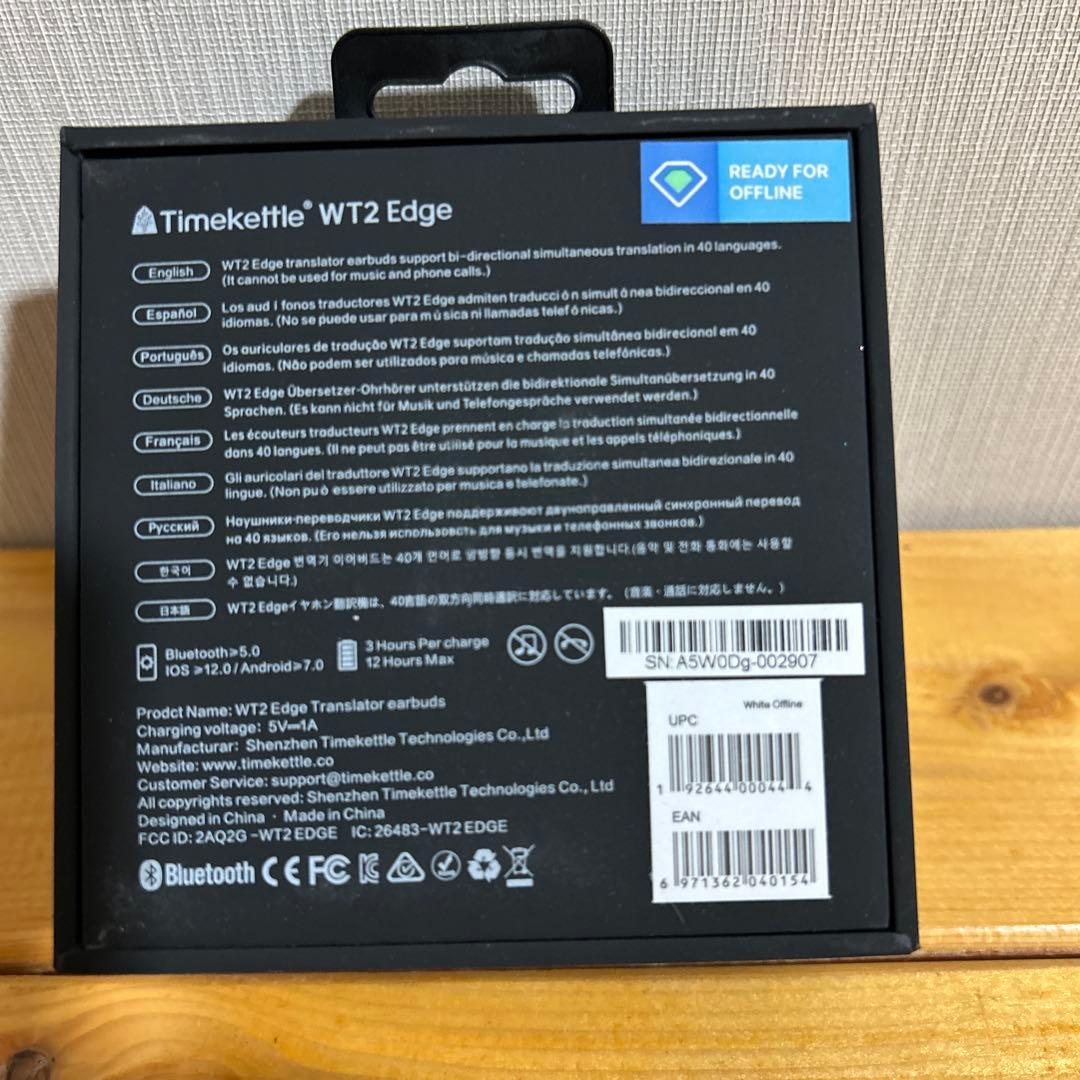 Timekettle® WT2 Edge
READY FOR
OFFLINE
English
WT2 Edge translator earbuds support bi-directional simultaneous translation in 40 languages.
(It cannot be used for music and phone calls.)
Español
Los aud í fonos traductores WT2 Edge admiten traducci ó n simult á nea bidireccional en 40
idiomas. (No se puede usar para m ú sica ni llamadas telef ó nicas.)
Português
Os auriculares de tradução WT2 Edge suportam tradução simultânea bidirecional em 40
idiomas. (Não podem ser utilizados para música e chamadas telefónicas.)
Deutsche
WT2 Edge Übersetzer-Ohrhörer unterstützen die bidirektionale Simultanübersetzung in 40
Sprachen. (Es kann nicht für Musik und Telefongespräche verwendet werden.)
Français
Les écouteurs traducteurs WT2 Edge prennent en charge la traduction simultanée bidirectionnelle
dans 40 langues. (Il ne peut pas être utilisé pour la musique et les appels téléphoniques.)
Italiano
Gli auricolari del traduttore WT2 Edge supportano la traduzione simultanea bidirezionale in 40
lingue. (Non pu ò essere utilizzato per musica e telefonate.)
Русский
Наушники-переводчики WT2 Edge поддерживают двунаправленный синхронный перевод
на 40 языков. (Его нельзя использовать для музыки и телефонных звонков.)
한국어
WT2 Edge 번역기 이어버드는 40개 언어로 양방향 동시 번역을 지원합니다.(음악 및 전화 통화에는 사용할
수 없습니다.)
日本語
WT2 Edgeイヤホン翻訳機は、40言語の双方向同時通訳に対応しています。（音楽・通話に対応しません。）
Bluetooth≥5.0
IOS ≥12.0 / Android≥7.0
3 Hours Per charge
12 Hours Max
SN: A5W0Dg-002907
Prodct Name: WT2 Edge Translator earbuds
Charging voltage: 5V⎓1A
Manufacturar: Shenzhen Timekettle Technologies Co.,Ltd
Website: www.timekettle.co
Customer Service: support@timekettle.co
All copyrights reserved: Shenzhen Timekettle Technologies Co., Ltd
Designed in China · Made in China
FCC ID: 2AQ2G -WT2 EDGE IC: 26483-WT2 EDGE
Bluetooth CE FC
White Offline
UPC
1 92644 00044 4
EAN
6 971362 040154